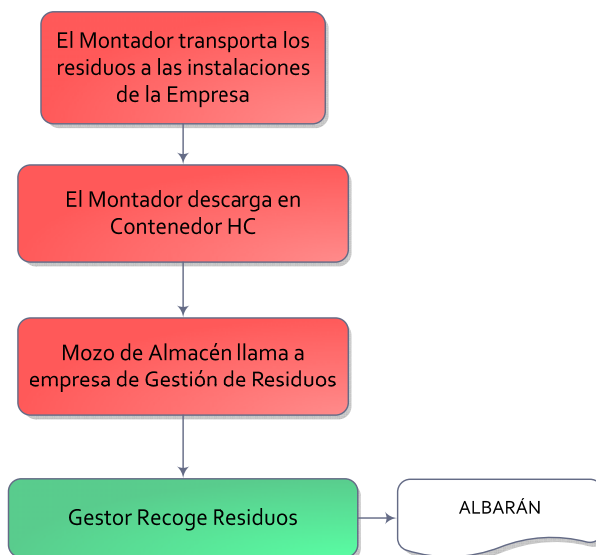 El Montador transporta los
residuos a las instalaciones
de la Empresa
El Montador descarga en
Contenedor HC
Mozo de Almacén llama a
empresa de Gestión de Residuos
Gestor Recoge Residuos
ALBARÁN